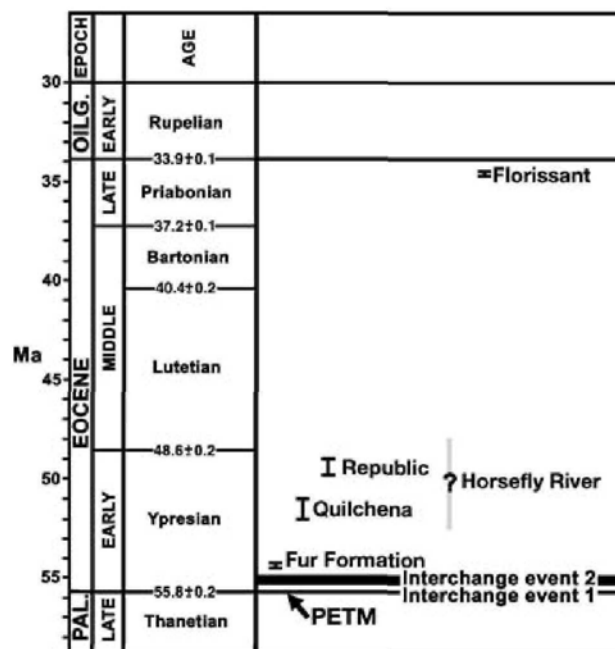 EPOCH
AGE
30
OILG.
EARLY
Rupelian
33.9±0.1
35
LATE
Priabonian
Florissant
37.2±0.1
Bartonian
40
40.4±0.2
Ma
EOCENE
MIDDLE
Lutetian
45
48.6±0.2
50
Republic
? Horsefly River
Quilchena
EARLY
Ypresian
Fur Formation
55
Interchange event 2
55.8±0.2
Interchange event 1
PAL.
LATE
Thanetian
PETM